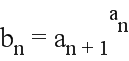 b_n = a_{n+1}^{a_n}